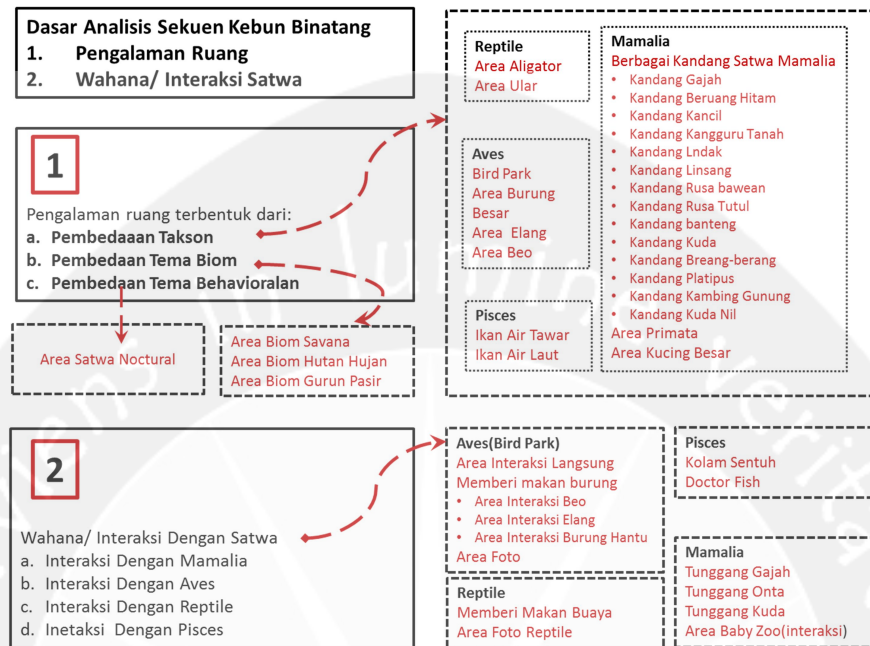 Dasar Analisis Sekuen Kebun Binatang
1. Pengalaman Ruang
2. Wahana/ Interaksi Satwa
1
Pengalaman ruang terbentuk dari:
a. Pembedaaan Takson
b. Pembedaan Tema Biom
c. Pembedaan Tema Behavioralan
Area Satwa Noctural
Area Biom Savana
Area Biom Hutan Hujan
Area Biom Gurun Pasir
Reptile
Area Aligator
Area Ular
Aves
Bird Park
Area Burung
Besar
Area Elang
Area Beo
Pisces
Ikan Air Tawar
Ikan Air Laut
Mamalia
Berbagai Kandang Satwa Mamalia
• Kandang Gajah
• Kandang Beruang Hitam
• Kandang Kancil
• Kandang Kangguru Tanah
• Kandang Lndak
• Kandang Linsang
• Kandang Rusa bawean
• Kandang Rusa Tutul
• Kandang banteng
• Kandang Kuda
• Kandang Breang-berang
• Kandang Platipus
• Kandang Kambing Gunung
• Kandang Kuda Nil
Area Primata
Area Kucing Besar
2
Wahana/ Interaksi Dengan Satwa
a. Interaksi Dengan Mamalia
b. Interaksi Dengan Aves
c. Interaksi Dengan Reptile
d. Inetaksi Dengan Pisces
Aves(Bird Park)
Area Interaksi Langsung
Memberi makan burung
• Area Interaksi Beo
• Area Interaksi Elang
• Area Interaksi Burung Hantu
Area Foto
Reptile
Memberi Makan Buaya
Area Foto Reptile
Pisces
Kolam Sentuh
Doctor Fish
Mamalia
Tunggang Gajah
Tunggang Onta
Tunggang Kuda
Area Baby Zoo(interaksi)
in lumine verita